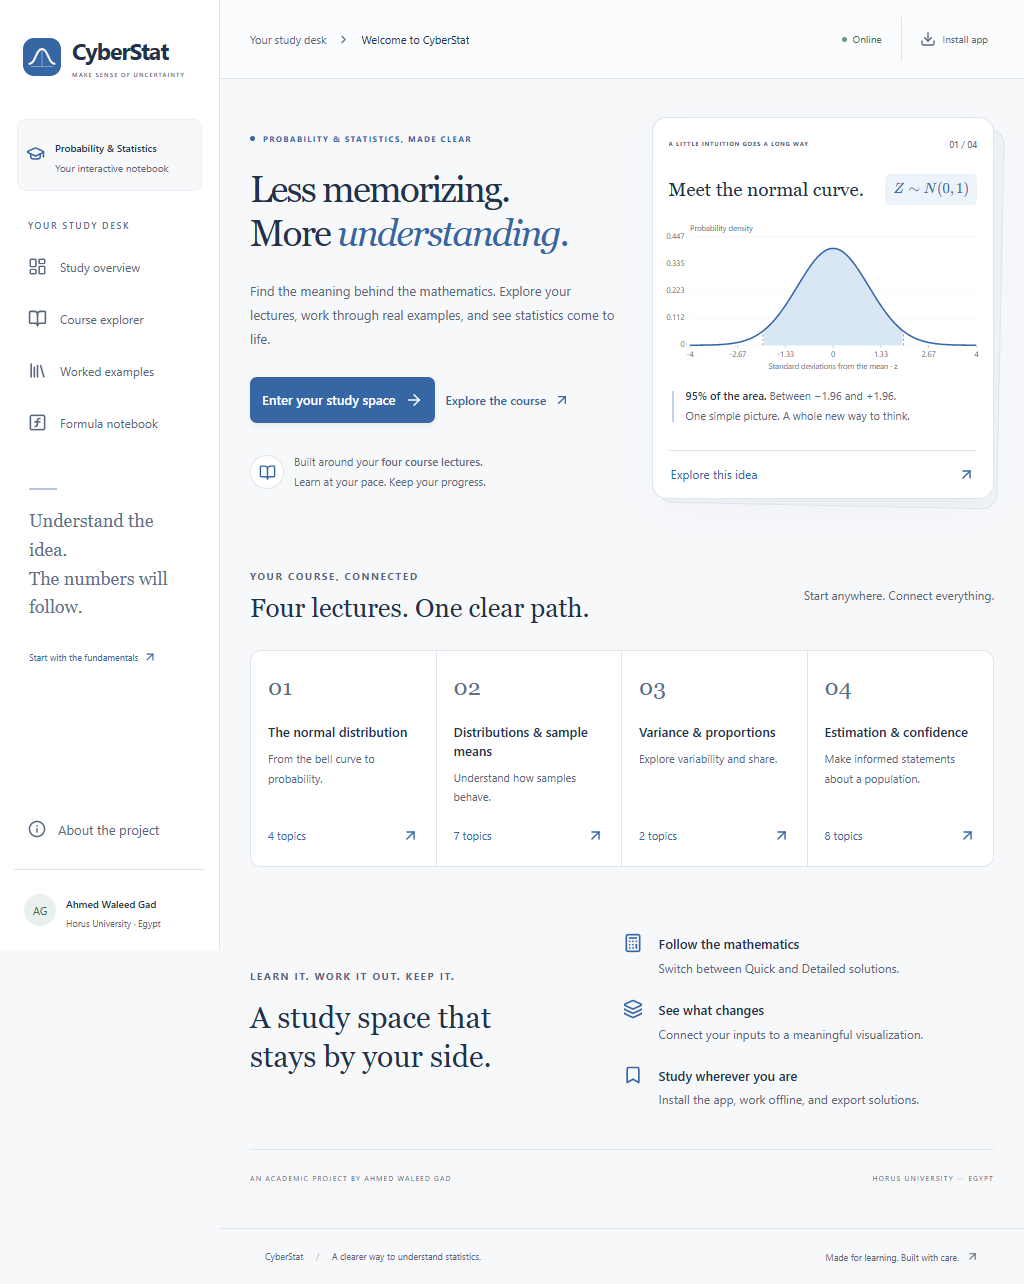 CyberStat
MAKE SENSE OF UNCERTAINTY
Probability & Statistics
Your interactive notebook
YOUR STUDY DESK
Study overview
Course explorer
Worked examples
Formula notebook
Understand the
idea.
The numbers will
follow.
Start with the fundamentals
About the project
AG
Ahmed Waleed Gad
Horus University · Egypt
Your study desk
Welcome to CyberStat
Online
Install app
PROBABILITY & STATISTICS, MADE CLEAR
Less memorizing.
More understanding.
Find the meaning behind the mathematics. Explore your
lectures, work through real examples, and see statistics come to
life.
Enter your study space
Explore the course
Built around your four course lectures.
Learn at your pace. Keep your progress.
A LITTLE INTUITION GOES A LONG WAY
01 / 04
Meet the normal curve.
Z ~ N(0, 1)
Probability density
0.447
0.335
0.223
0.112
0
-4 -2.67 -1.33 0 1.33 2.67 4
Standard deviations from the mean · z
95% of the area. Between −1.96 and +1.96.
One simple picture. A whole new way to think.
Explore this idea
YOUR COURSE, CONNECTED
Four lectures. One clear path.
Start anywhere. Connect everything.
01
The normal distribution
From the bell curve to
probability.
4 topics
02
Distributions & sample
means
Understand how samples
behave.
7 topics
03
Variance & proportions
Explore variability and share.
2 topics
04
Estimation & confidence
Make informed statements
about a population.
8 topics
LEARN IT. WORK IT OUT. KEEP IT.
A study space that
stays by your side.
Follow the mathematics
Switch between Quick and Detailed solutions.
See what changes
Connect your inputs to a meaningful visualization.
Study wherever you are
Install the app, work offline, and export solutions.
AN ACADEMIC PROJECT BY AHMED WALEED GAD
HORUS UNIVERSITY — EGYPT
CyberStat / A clearer way to understand statistics.
Made for learning. Built with care.